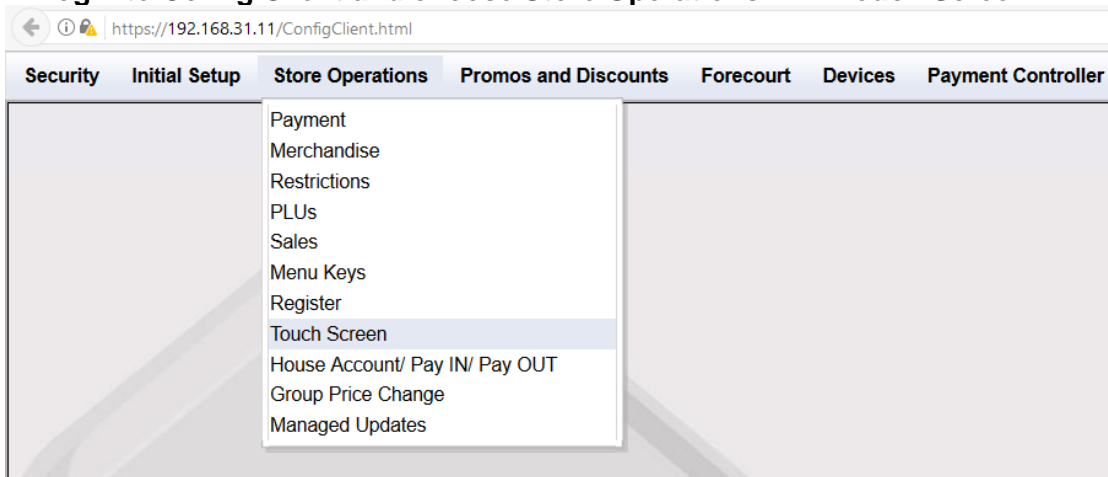 https://192.168.31.11/ConfigClient.html
Security Initial Setup Store Operations Promos and Discounts Forecourt Devices Payment Controller
Payment
Merchandise
Restrictions
PLUs
Sales
Menu Keys
Register
Touch Screen
House Account/ Pay IN/ Pay OUT
Group Price Change
Managed Updates